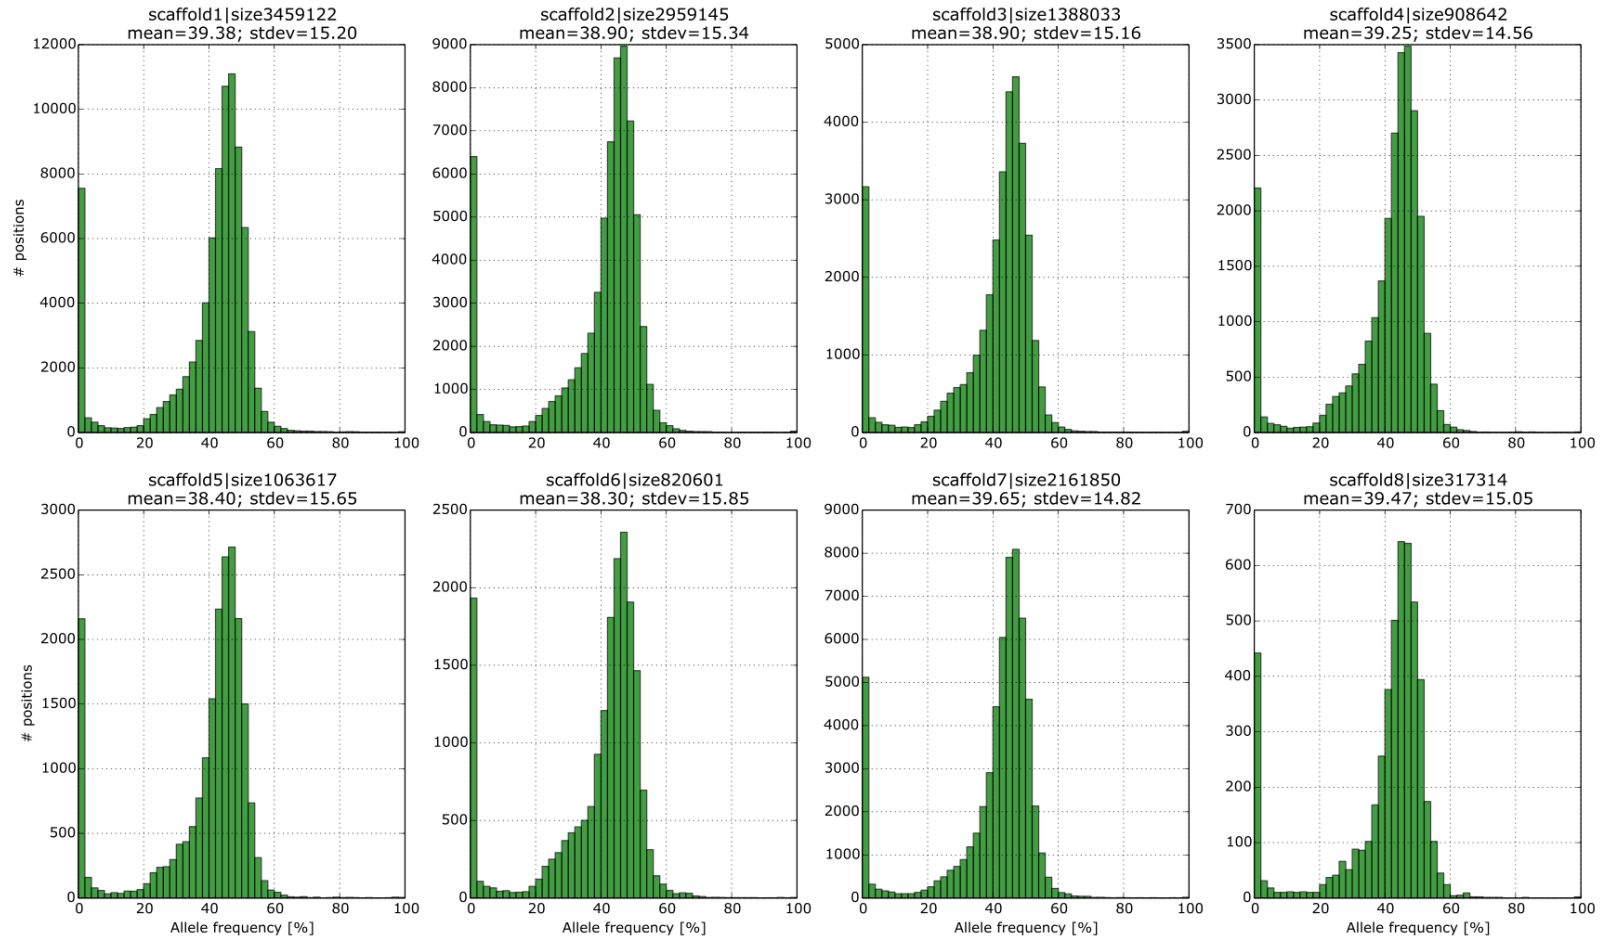 scaffold1|size3459122
mean=39.38; stdev=15.20
12000
10000
8000
6000
4000
2000
0
# positions
0 20 40 60 80 100
scaffold2|size2959145
mean=38.90; stdev=15.34
9000
8000
7000
6000
5000
4000
3000
2000
1000
0
0 20 40 60 80 100
scaffold3|size1388033
mean=38.90; stdev=15.16
5000
4000
3000
2000
1000
0
0 20 40 60 80 100
scaffold4|size908642
mean=39.25; stdev=14.56
3500
3000
2500
2000
1500
1000
500
0
0 20 40 60 80 100
scaffold5|size1063617
mean=38.40; stdev=15.65
3000
2500
2000
1500
1000
500
0
# positions
0 20 40 60 80 100
Allele frequency [%]
scaffold6|size820601
mean=38.30; stdev=15.85
2500
2000
1500
1000
500
0
0 20 40 60 80 100
Allele frequency [%]
scaffold7|size2161850
mean=39.65; stdev=14.82
9000
8000
7000
6000
5000
4000
3000
2000
1000
0
0 20 40 60 80 100
Allele frequency [%]
scaffold8|size317314
mean=39.47; stdev=15.05
700
600
500
400
300
200
100
0
0 20 40 60 80 100
Allele frequency [%]